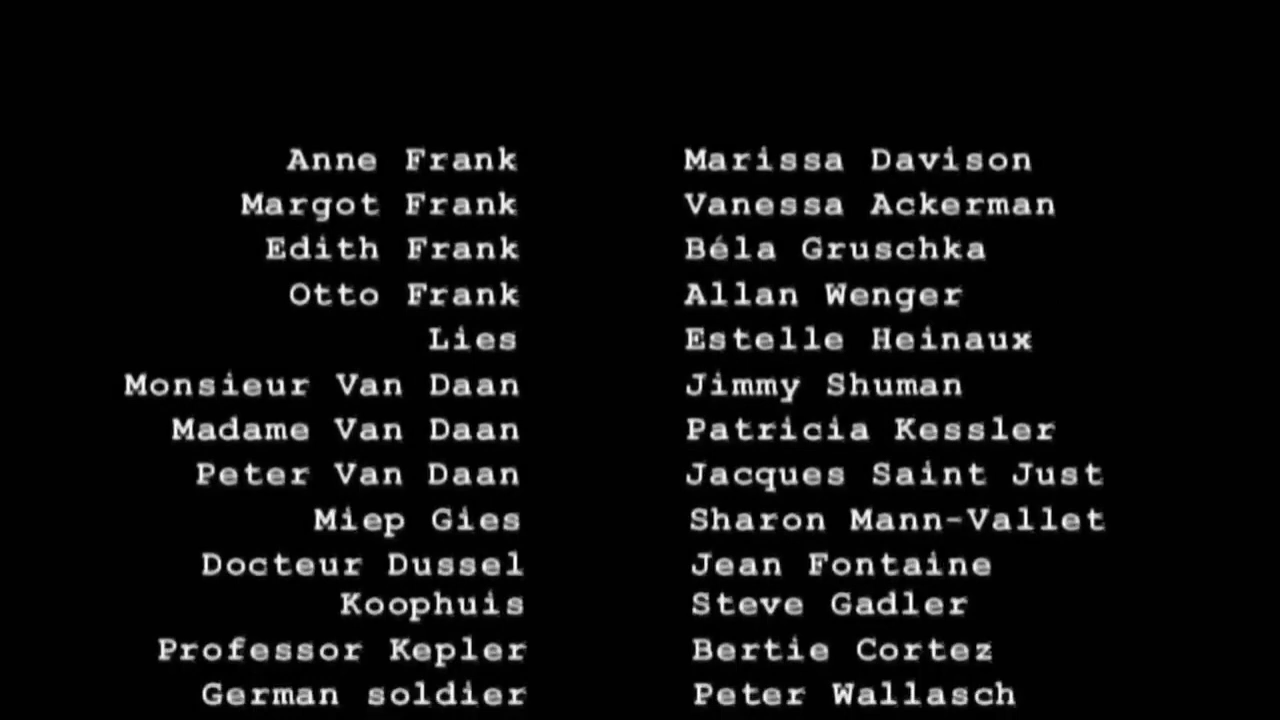 Anne Frank Marissa Davison
Margot Frank Vanessa Ackerman
Edith Frank Béla Gruschka
Otto Frank Allan Wenger
Lies Estelle Heinaux
Monsieur Van Daan Jimmy Shuman
Madame Van Daan Patricia Kessler
Peter Van Daan Jacques Saint Just
Miep Gies Sharon Mann-Vallet
Docteur Dussel Jean Fontaine
Koophuis Steve Gadler
Professor Kepler Bertie Cortez
German soldier Peter Wallasch